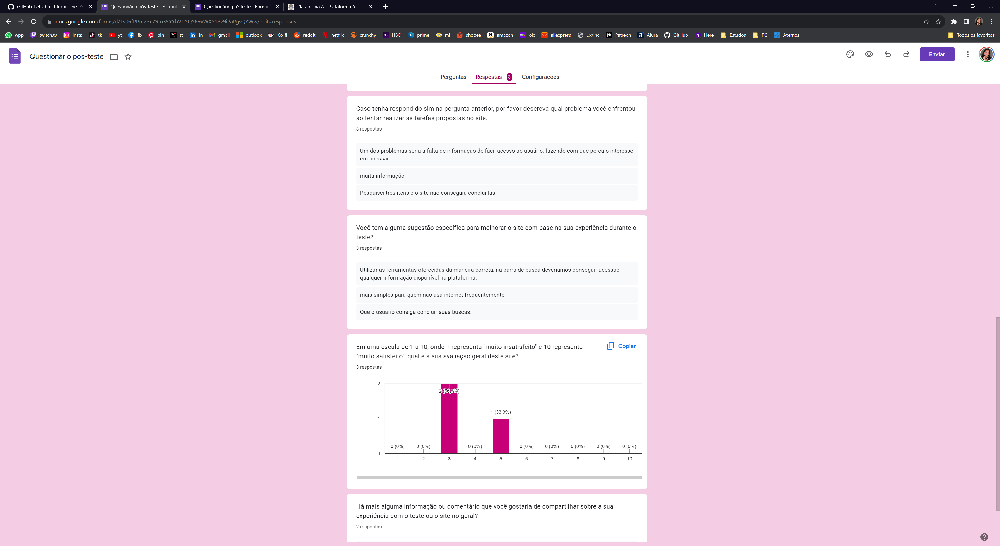 GitHub: Let's build from here · G
Questionário pós-teste - Formul
Questionário pré-teste - Formul
Plataforma A :: Plataforma A
docs.google.com/forms/d/1s06fPPmZ3c79m35YYhVCYQY69vWXS18v9iPaPgsQYWw/edit#responses
wpp twitch.tv insta tk yt fb pin tt In gmail outlook Ko-fi reddit netflix crunchy HBO prime ml shopee amazon olx aliexpress ux/ihc Patreon Alura GitHub Here Estudos PC Aternos Todos os favoritos
Questionário pós-teste
Enviar
Perguntas Respostas 3 Configurações
Caso tenha respondido sim na pergunta anterior, por favor descreva qual problema você enfrentou
ao tentar realizar as tarefas propostas no site.
3 respostas
Um dos problemas seria a falta de informação de fácil acesso ao usuário, fazendo com que perca o interesse
em acessar.
muita informação
Pesquisei três itens e o site não conseguiu concluí-las.
Você tem alguma sugestão específica para melhorar o site com base na sua experiência durante o
teste?
3 respostas
Utilizar as ferramentas oferecidas da maneira correta, na barra de busca deveríamos conseguir acessae
qualquer informação disponível na plataforma.
mais simples para quem nao usa internet frequentemente
Que o usuário consiga concluir suas buscas.
Em uma escala de 1 a 10, onde 1 representa "muito insatisfeito" e 10 representa
"muito satisfeito", qual é a sua avaliação geral deste site?
Copiar
3 respostas
2
2 (66,7%)
1 (33,3%)
1
0 (0%) 0 (0%) 0 (0%) 0 (0%) 0 (0%) 0 (0%) 0 (0%) 0 (0%)
0
1 2 3 4 5 6 7 8 9 10
Há mais alguma informação ou comentário que você gostaria de compartilhar sobre a sua
experiência com o teste ou o site no geral?
2 respostas